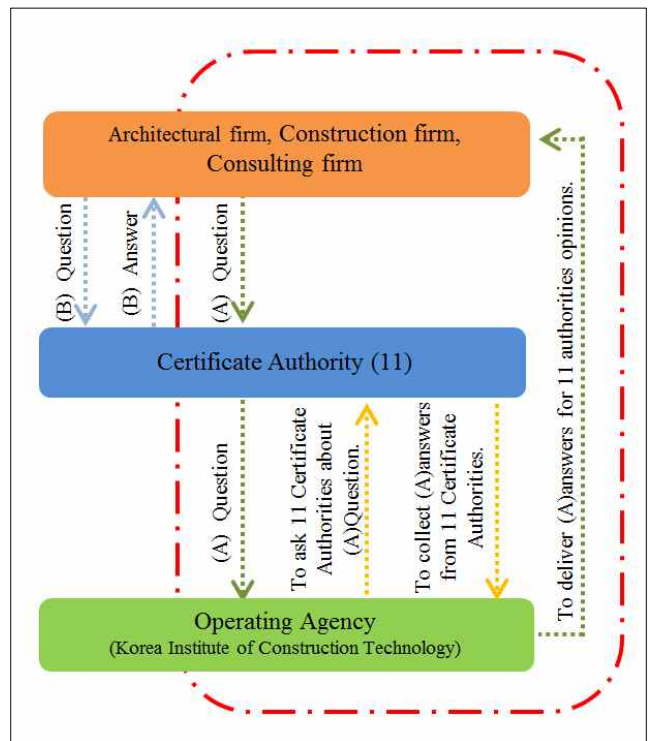 Architectural firm, Construction firm,
Consulting firm
(B) Question
(B) Answer
(A) Question
To deliver (A)answers for 11 authorities opinions.
Certificate Authority (11)
(A) Question
To ask 11 Certificate
Authorities about
(A)Question.
To collect (A)answers
from 11 Certificate
Authorities.
Operating Agency
(Korea Institute of Construction Technology)